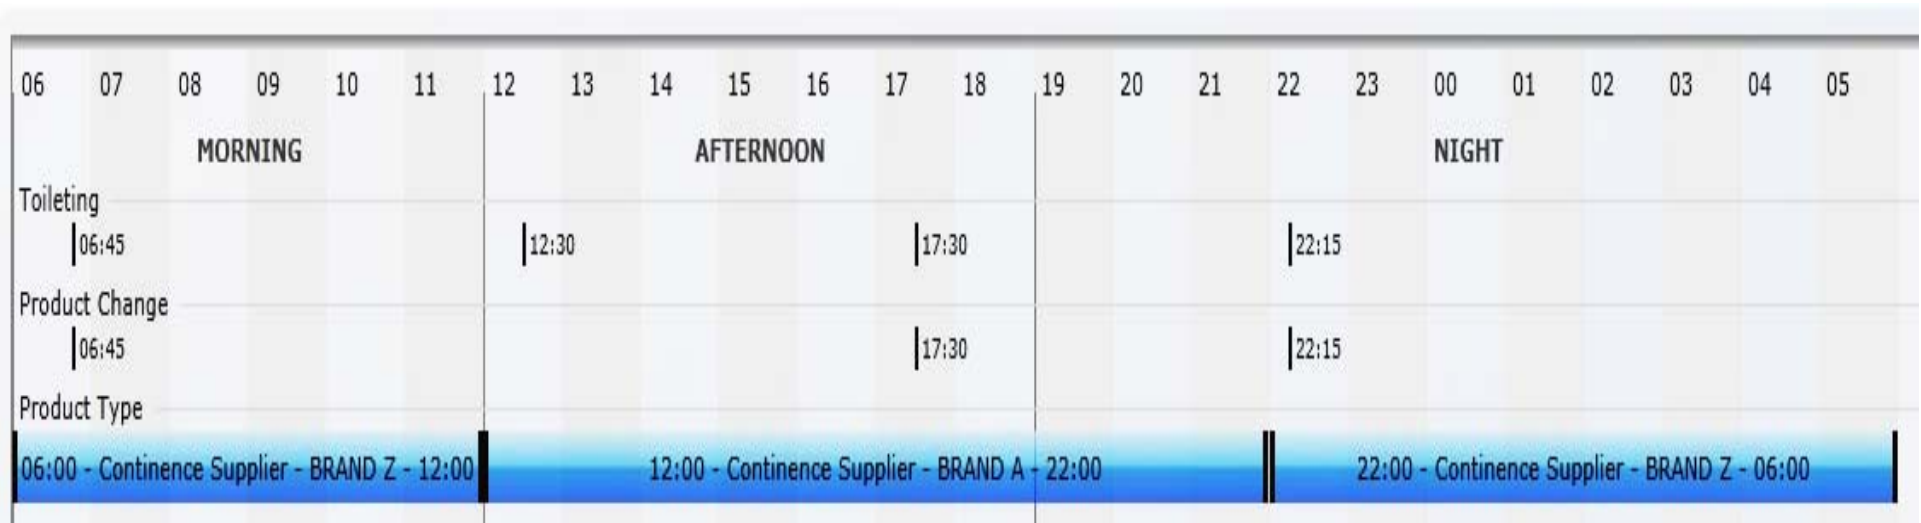 06 07 08 09 10 11 12 13 14 15 16 17 18 19 20 21 22 23 00 01 02 03 04 05
MORNING AFTERNOON NIGHT
Toileting
06:45 12:30 17:30 22:15
Product Change
06:45 17:30 22:15
Product Type
06:00 - Continence Supplier - BRAND Z - 12:00 12:00 - Continence Supplier - BRAND A - 22:00 22:00 - Continence Supplier - BRAND Z - 06:00